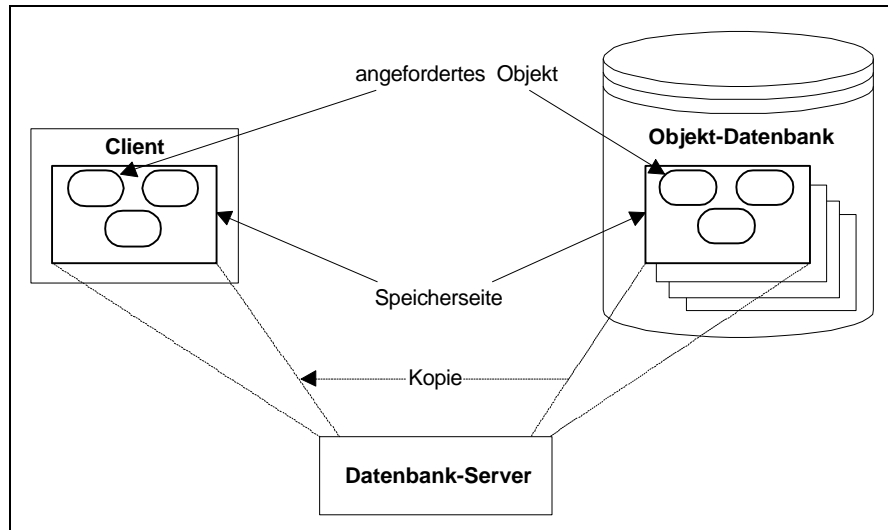 angefordertes Objekt
Client
Objekt-Datenbank
Speicherseite
Kopie
Datenbank-Server